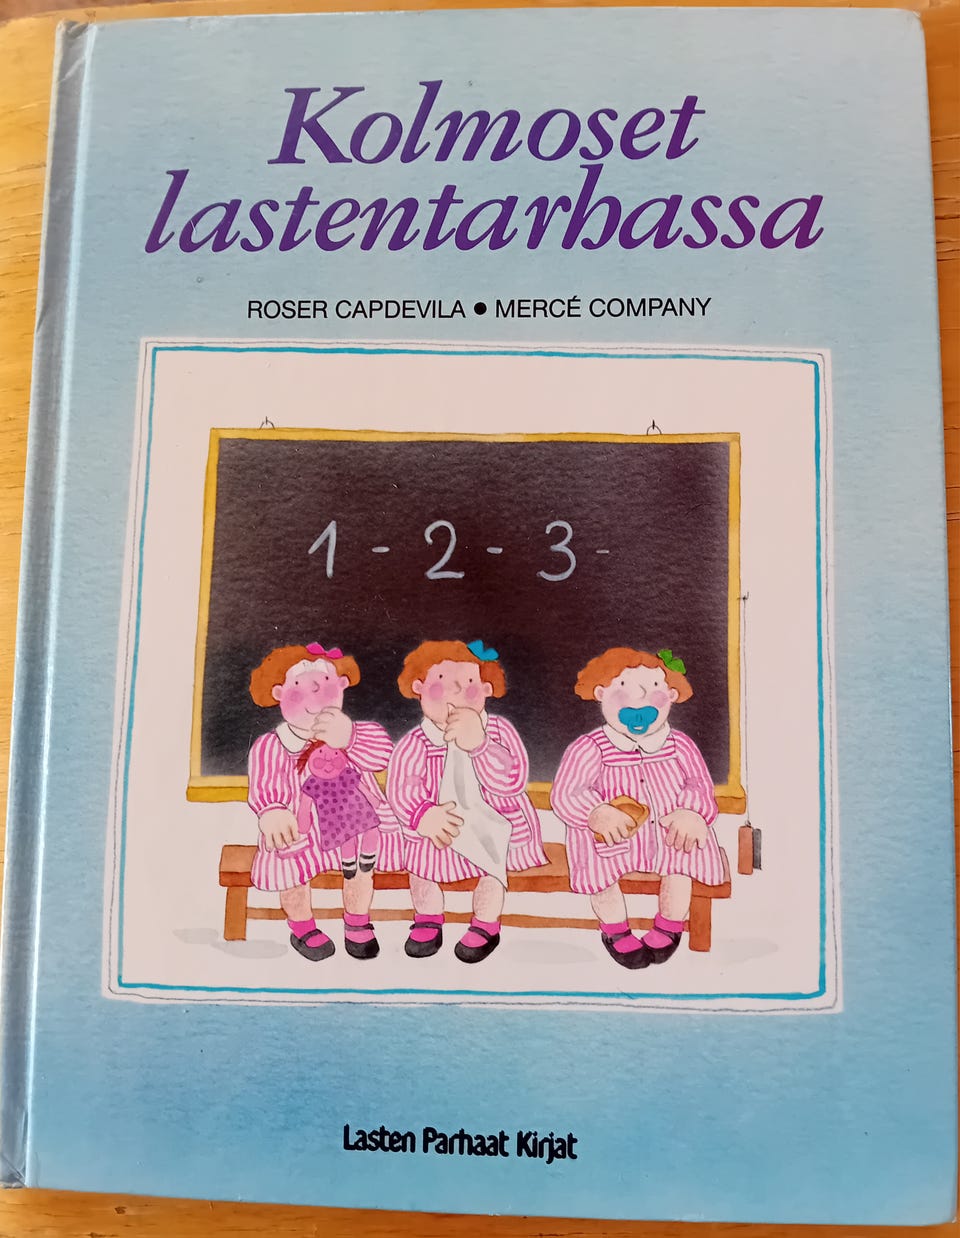 Kolmoset
lastentarhassa
ROSER CAPDEVILA ● MERCÉ COMPANY
1 - 2 - 3 -
Lasten Parhaat Kirjat